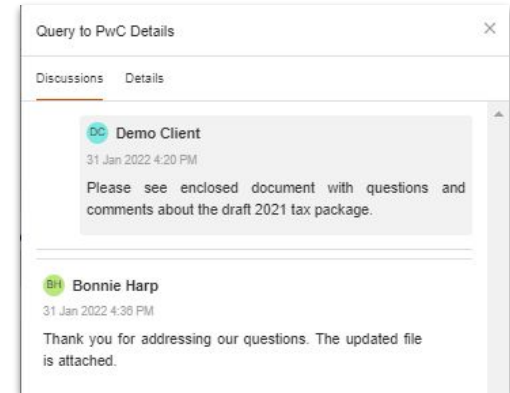 Query to PwC Details
Discussions Details
DC Demo Client
31 Jan 2022 4:20 PM
Please see enclosed document with questions and
comments about the draft 2021 tax package.
BH Bonnie Harp
31 Jan 2022 4:36 PM
Thank you for addressing our questions. The updated file
is attached.